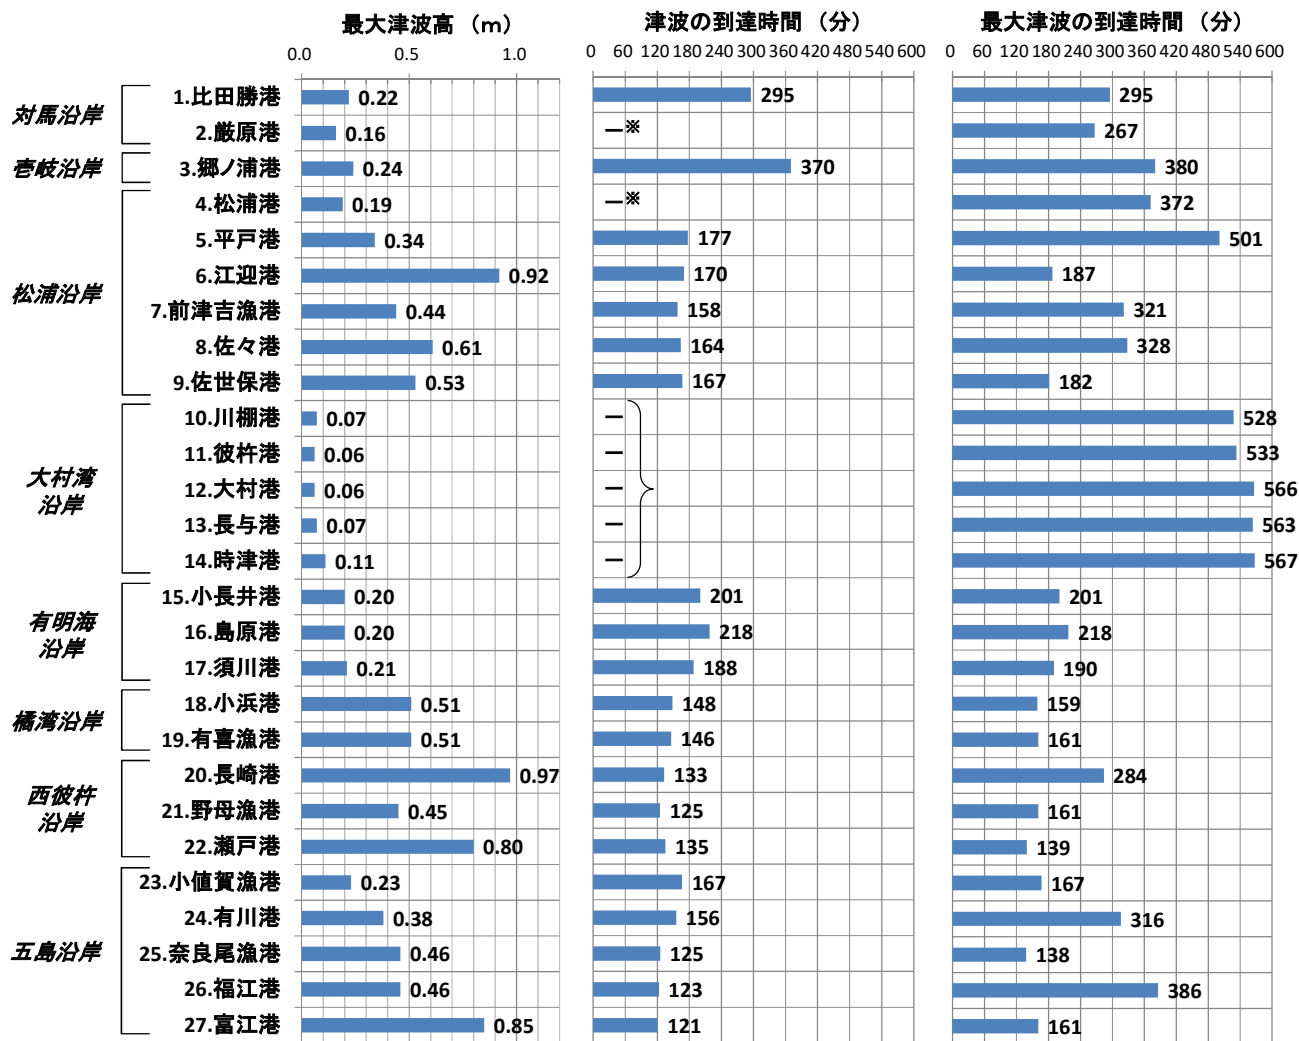 最大津波高 （m）
津波の到達時間 （分）
最大津波の到達時間 （分）
0.0 0.5 1.0
0 60 120 180 240 300 360 420 480 540 600
0 60 120 180 240 300 360 420 480 540 600
対馬沿岸
1.比田勝港 0.22 295 295
2.厳原港 0.16 ―※ 267
壱岐沿岸
3.郷ノ浦港 0.24 370 380
松浦沿岸
4.松浦港 0.19 ―※ 372
5.平戸港 0.34 177 501
6.江迎港 0.92 170 187
7.前津吉漁港 0.44 158 321
8.佐々港 0.61 164 328
9.佐世保港 0.53 167 182
大村湾
沿岸
10.川棚港 0.07 ― 528
11.彼杵港 0.06 ― 533
12.大村港 0.06 ― 566
13.長与港 0.07 ― 563
14.時津港 0.11 ― 567
有明海
沿岸
15.小長井港 0.20 201 201
16.島原港 0.20 218 218
17.須川港 0.21 188 190
橘湾沿岸
18.小浜港 0.51 148 159
19.有喜漁港 0.51 146 161
西彼杵
沿岸
20.長崎港 0.97 133 284
21.野母漁港 0.45 125 161
22.瀬戸港 0.80 135 139
五島沿岸
23.小値賀漁港 0.23 167 167
24.有川港 0.38 156 316
25.奈良尾漁港 0.46 125 138
26.福江港 0.46 123 386
27.富江港 0.85 121 161